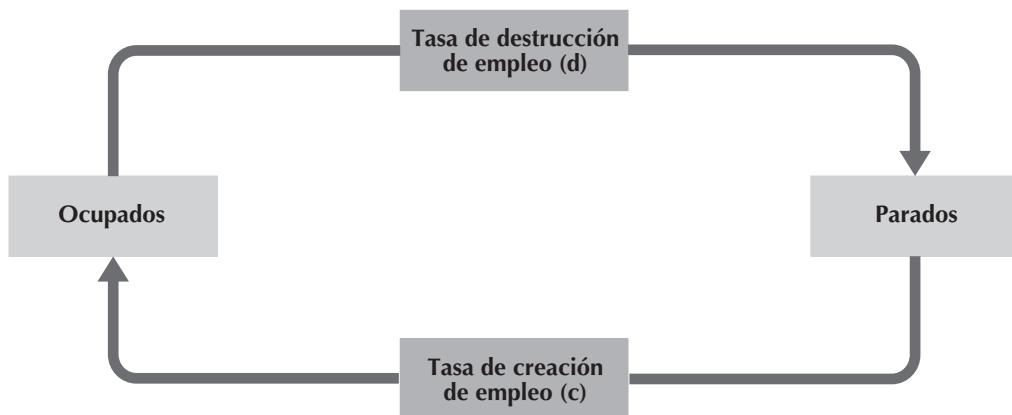 Tasa de destrucción
de empleo (d)
Ocupados
Parados
Tasa de creación
de empleo (c)